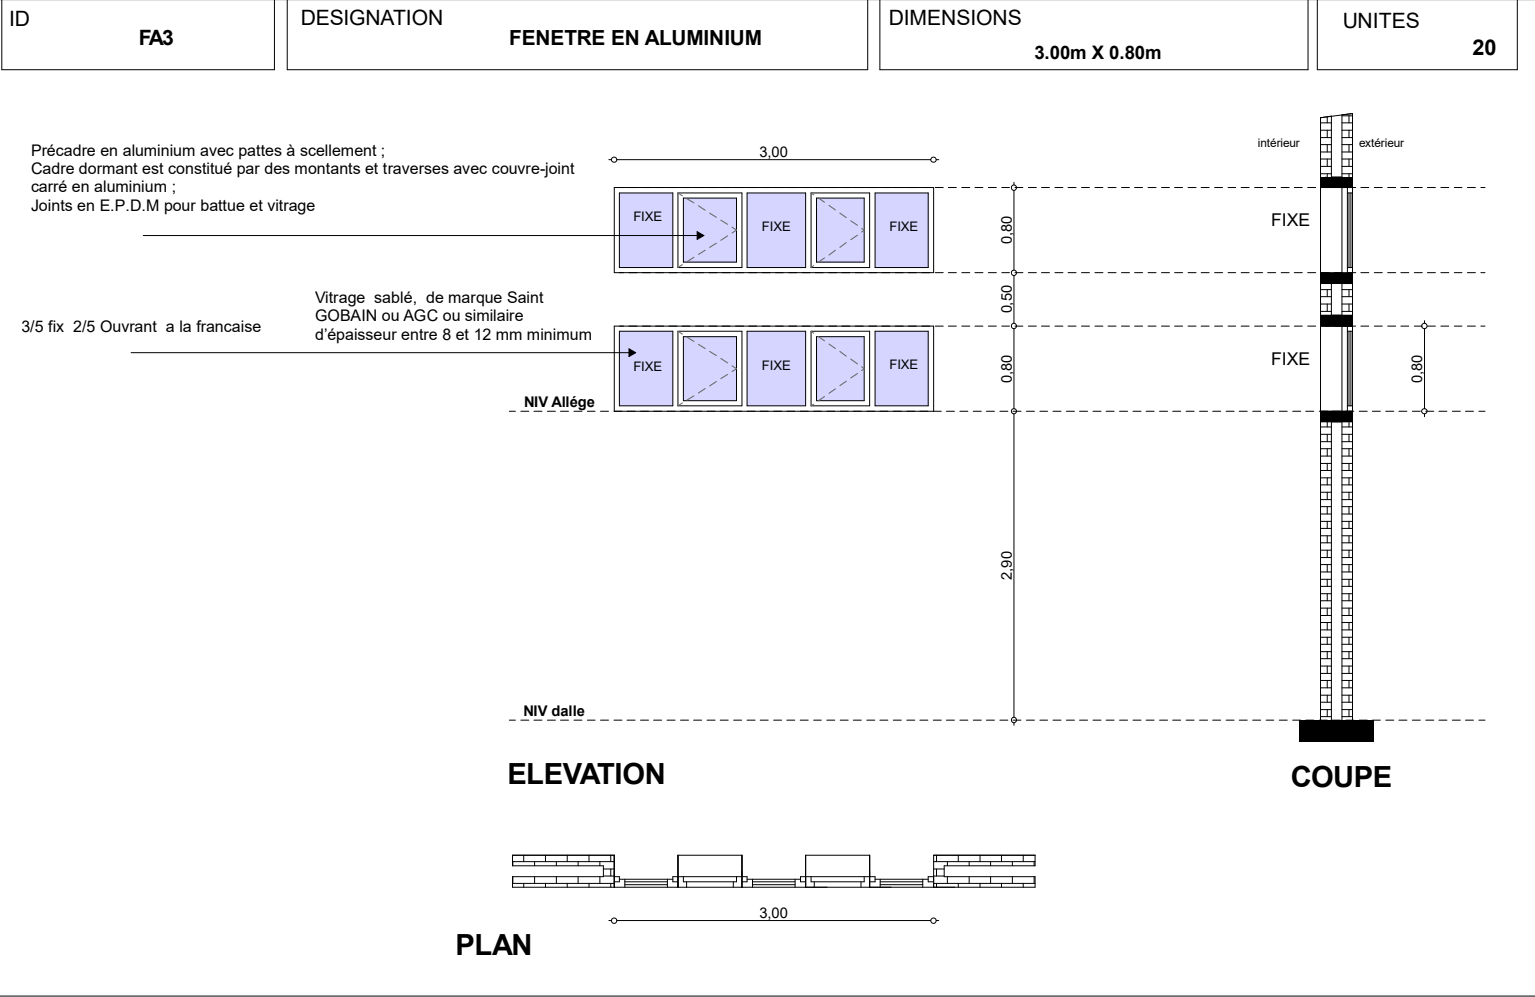 ID
FA3
DESIGNATION
FENETRE EN ALUMINIUM
DIMENSIONS
3.00m X 0.80m
UNITES
20
Précadre en aluminium avec pattes à scellement ;
Cadre dormant est constitué par des montants et traverses avec couvre-joint
carré en aluminium ;
Joints en E.P.D.M pour battue et vitrage
3,00
intérieur
extérieur
FIXE
FIXE
FIXE
0,80
FIXE
0,50
Vitrage sablé, de marque Saint
GOBAIN ou AGC ou similaire
d'épaisseur entre 8 et 12 mm minimum
3/5 fix 2/5 Ouvrant a la francaise
FIXE
FIXE
FIXE
0,80
FIXE
0,80
NIV Allége
2,90
NIV dalle
ELEVATION
COUPE
3,00
PLAN